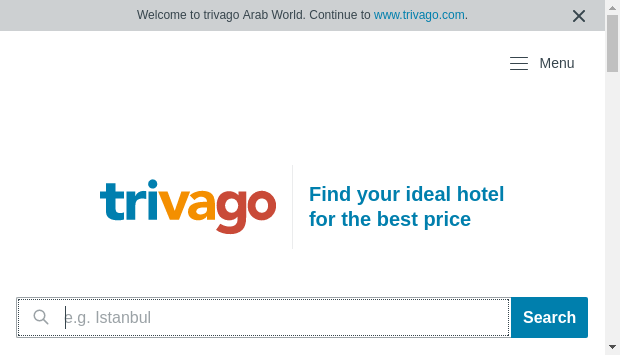 Welcome to trivago Arab World. Continue to www.trivago.com.
Menu
trivago
Find your ideal hotel
for the best price
e.g. Istanbul
Search